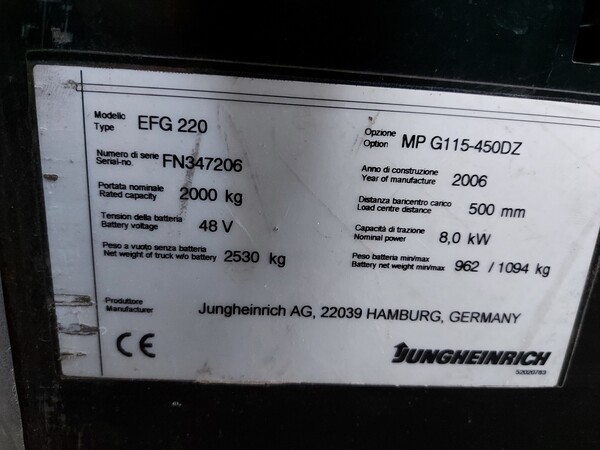 Modello
Type EFG 220
Opzione
Option MP G115-450DZ
Numero di serie
Serial-no. FN347206
Anno di construzione
Year of manufacture 2006
Portata nominale
Rated capacity 2000 kg
Distanza baricentro carico
Load centre distance 500 mm
Tension della batteria
Battery voltage 48 V
Capacità di trazione
Nominal power 8,0 kW
Peso a vuoto senza batteria
Net weight of truck w/o battery 2530 kg
Peso batteria min/max
Battery net weight min/max 962 / 1094 kg
Produttore
Manufacturer Jungheinrich AG, 22039 HAMBURG, GERMANY
CE
JUNGHEINRICH
52000783